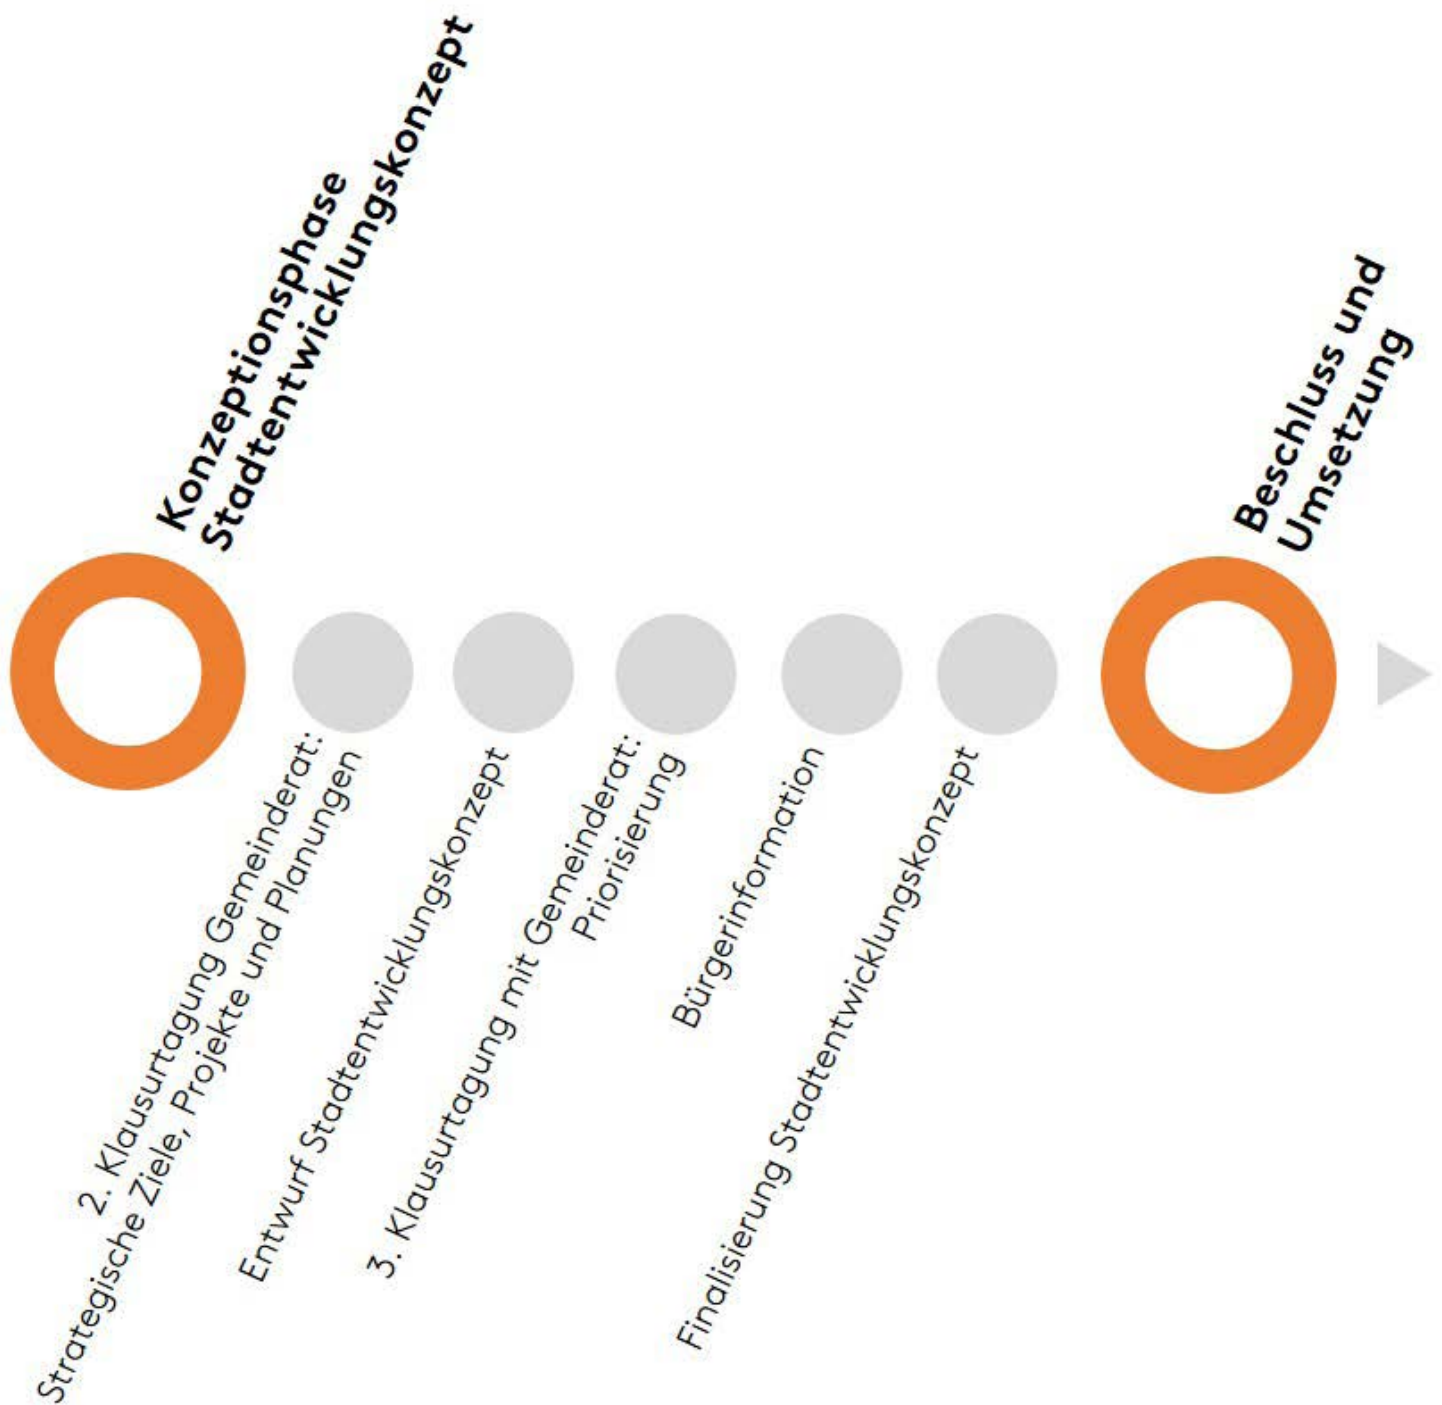 Konzeptionsphase
Stadtentwicklungskonzept
2. Klausurtagung Gemeinderat:
Strategische Ziele, Projekte und Planungen
Entwurf Stadtentwicklungskonzept
3. Klausurtagung mit Gemeinderat:
Priorisierung
Bürgerinformation
Finalisierung Stadtentwicklungskonzept
Beschluss und
Umsetzung